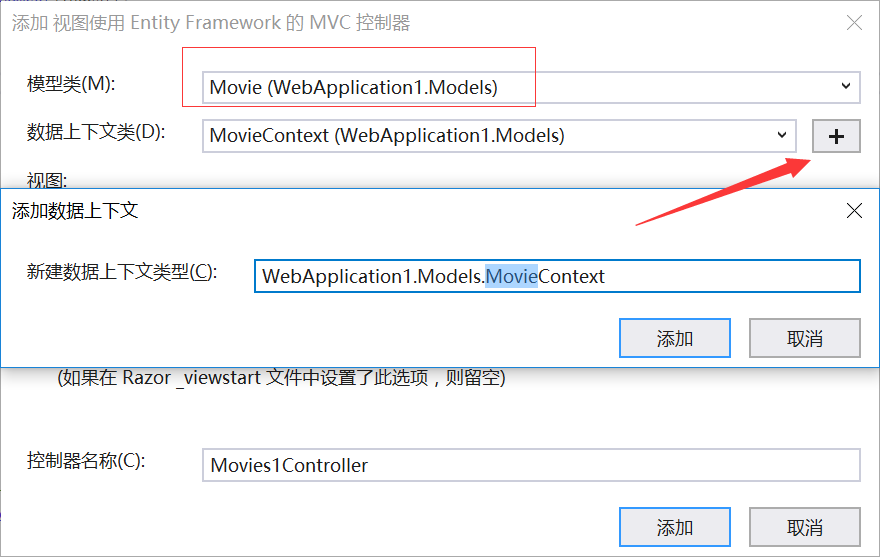 添加 视图使用 Entity Framework 的 MVC 控制器
模型类(M):
Movie (WebApplication1.Models)
数据上下文类(D):
MovieContext (WebApplication1.Models)
视图:
添加数据上下文
新建数据上下文类型(C):
WebApplication1.Models.MovieContext
添加 取消
(如果在 Razor _viewstart 文件中设置了此选项，则留空)
控制器名称(C):
Movies1Controller
添加 取消